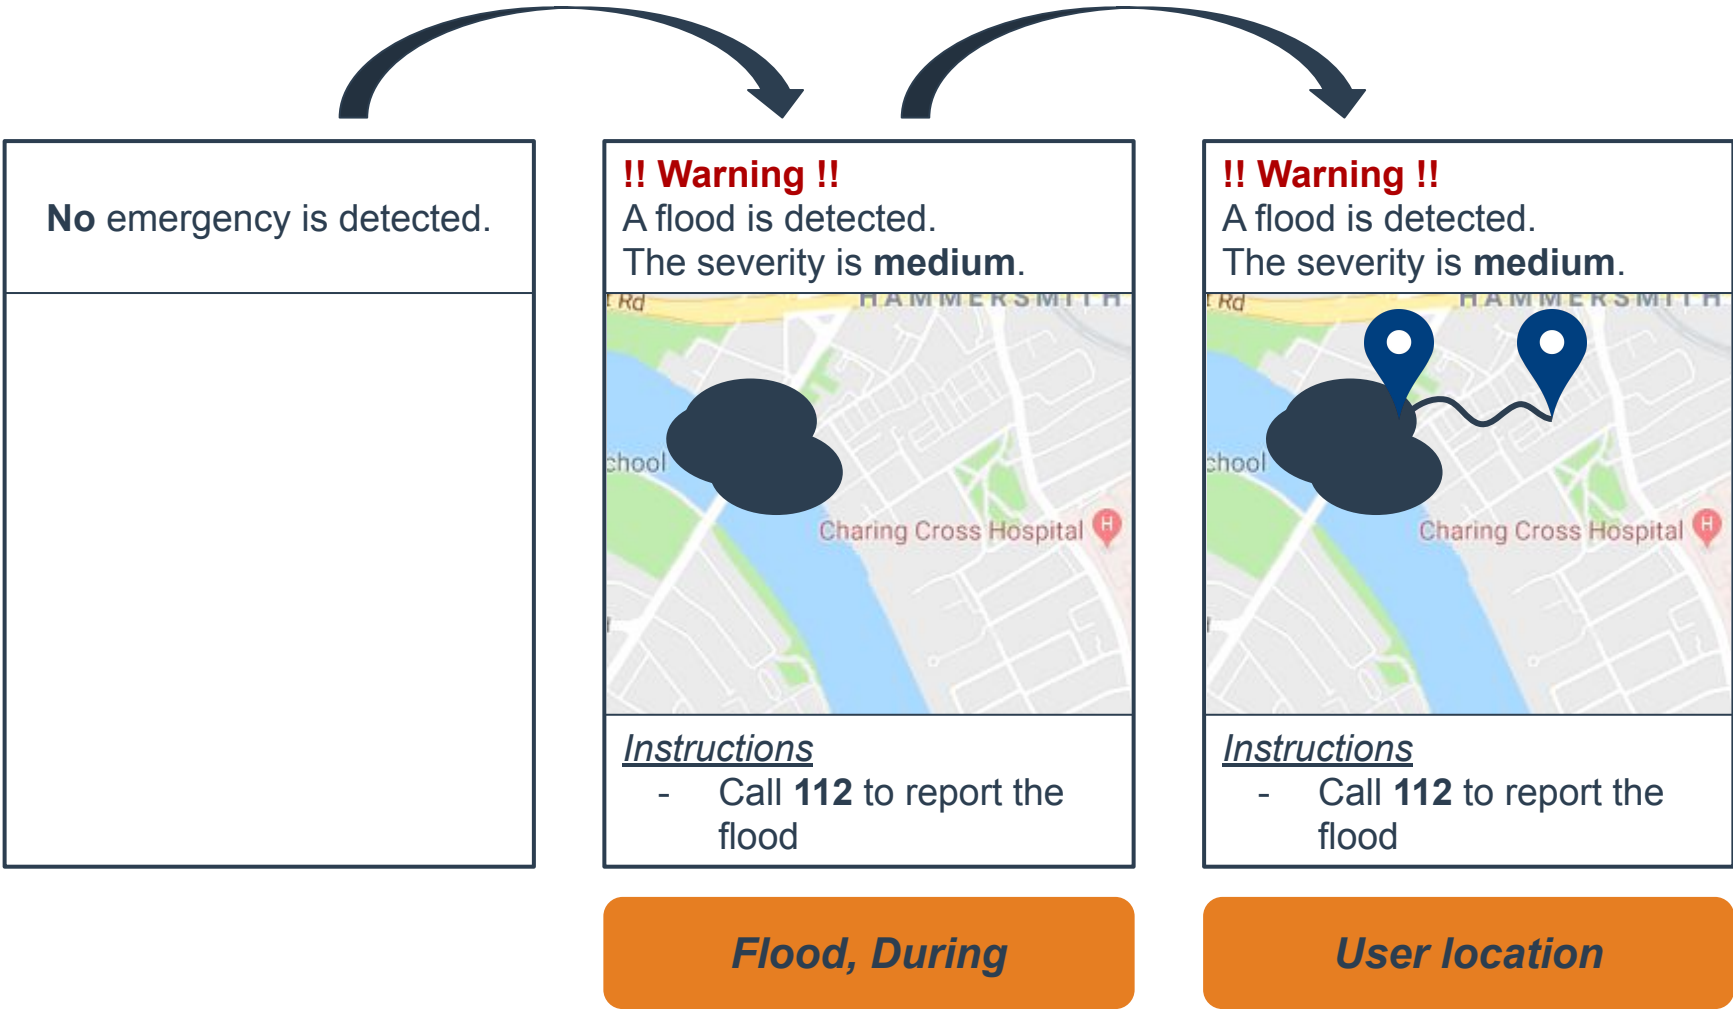 No emergency is detected.
!! Warning !!
A flood is detected.
The severity is medium.
Rd
HAMMERSMITH
chool
Charing Cross Hospital
H
Instructions
- Call 112 to report the
flood
Flood, During
!! Warning !!
A flood is detected.
The severity is medium.
Rd
HAMMERSMITH
chool
Charing Cross Hospital
H
Instructions
- Call 112 to report the
flood
User location